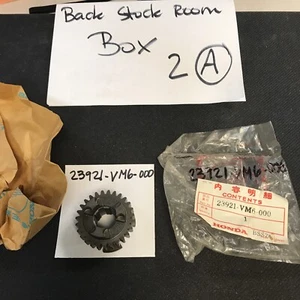 Back Stock Room
Box
2 A
23921-VM6-000
23921-VM6-000
内容明細
CONTENTS
23921-VM6-000
1
HONDA